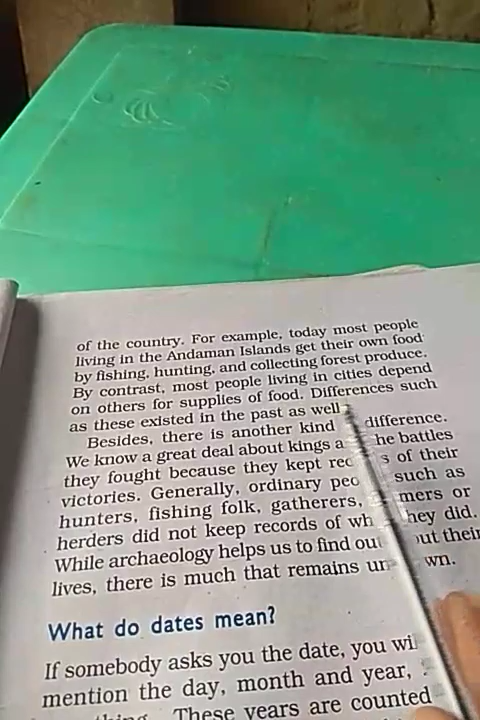 of the country. For example, today most people
living in the Andaman Islands get their own food
by fishing, hunting, and collecting forest produce.
By contrast, most people living in cities depend
on others for supplies of food. Differences such
as these existed in the past as well
Besides, there is another kind difference.
We know a great deal about kings a he battles
they fought because they kept rec s of their
victories. Generally, ordinary peo such as
hunters, fishing folk, gatherers, mers or
herders did not keep records of wh hey did.
While archaeology helps us to find out ut their
lives, there is much that remains un wn.
What do dates mean?
If somebody asks you the date, you wi
mention the day, month and year,
thing. These years are counted